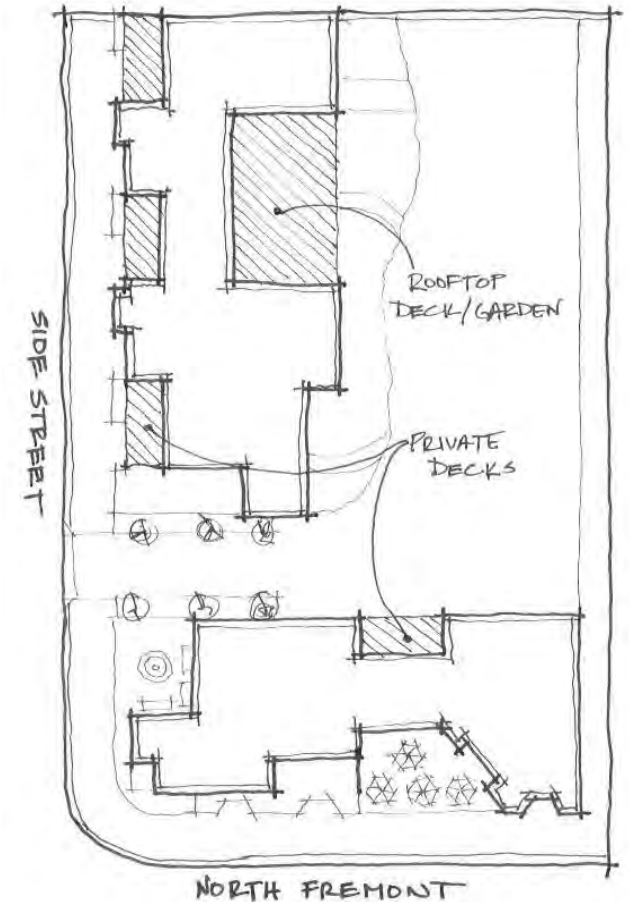 ROOFTOP
DECK/GARDEN
SIDE STREET
PRIVATE
DECKS
NORTH FREMONT